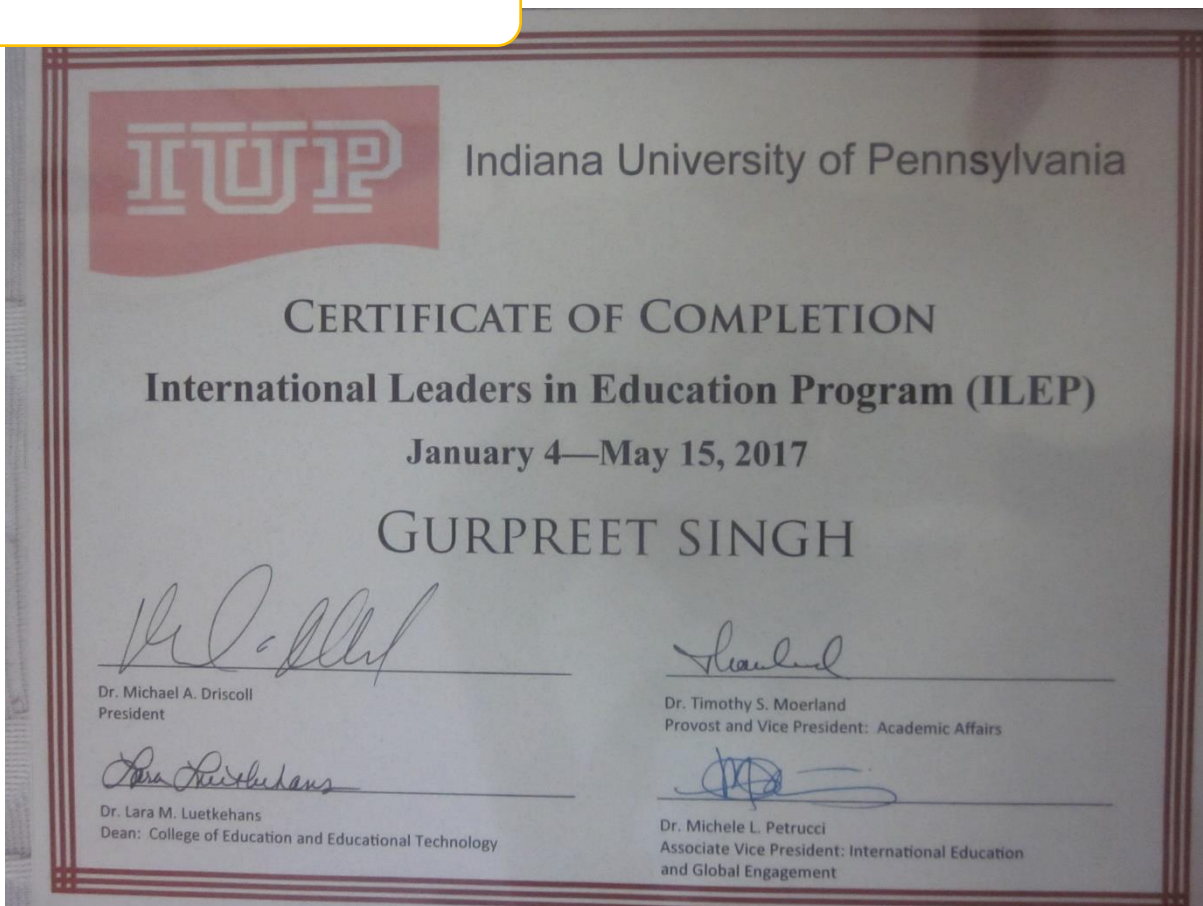 IUP
Indiana University of Pennsylvania
CERTIFICATE OF COMPLETION
International Leaders in Education Program (ILEP)
January 4—May 15, 2017
GURPREET SINGH
Dr. Michael A. Driscoll
President
Dr. Timothy S. Moerland
Provost and Vice President: Academic Affairs
Lara Luetkehans
Dr. Lara M. Luetkehans
Dean: College of Education and Educational Technology
Dr. Michele L. Petrucci
Associate Vice President: International Education
and Global Engagement